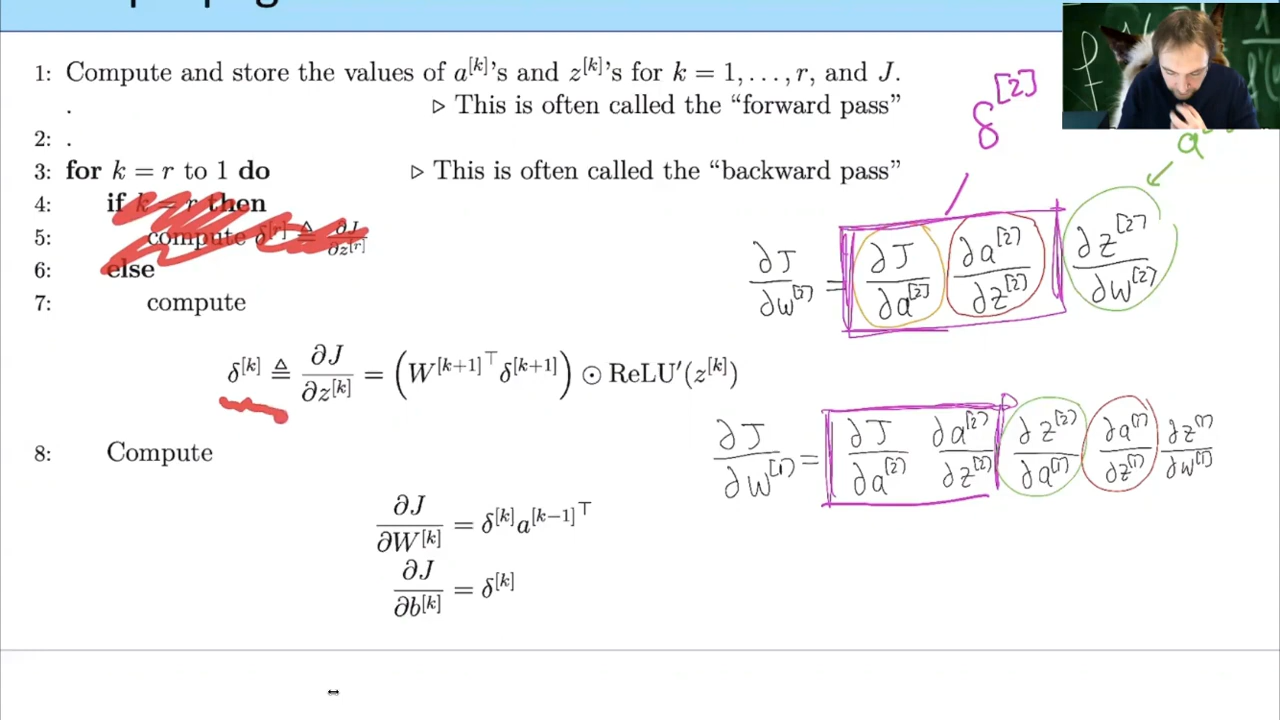 1: Compute and store the values of a^[k]'s and z^[k]'s for k = 1, . . . , r, and J.
. ▷ This is often called the “forward pass”
2: .
3: for k = r to 1 do ▷ This is often called the “backward pass”
4: if k = r then
5: compute δ^[r] ≜ ∂J/∂z^[r]
6: else
7: compute
δ^[k] ≜ ∂J/∂z^[k] = (W^[k+1]⊤ δ^[k+1]) ⊙ ReLU′(z^[k])
8: Compute
∂J/∂W^[k] = δ^[k] a^[k−1]⊤
∂J/∂b^[k] = δ^[k]
δ^[2]
∂J/∂w^[2] = ∂J/∂a^[2] ∂a^[2]/∂z^[2] ∂z^[2]/∂w^[2]
∂J/∂w^[1] = ∂J/∂a^[2] ∂a^[2]/∂z^[2] ∂z^[2]/∂a^[1] ∂a^[1]/∂z^[1] ∂z^[1]/∂w^[1]